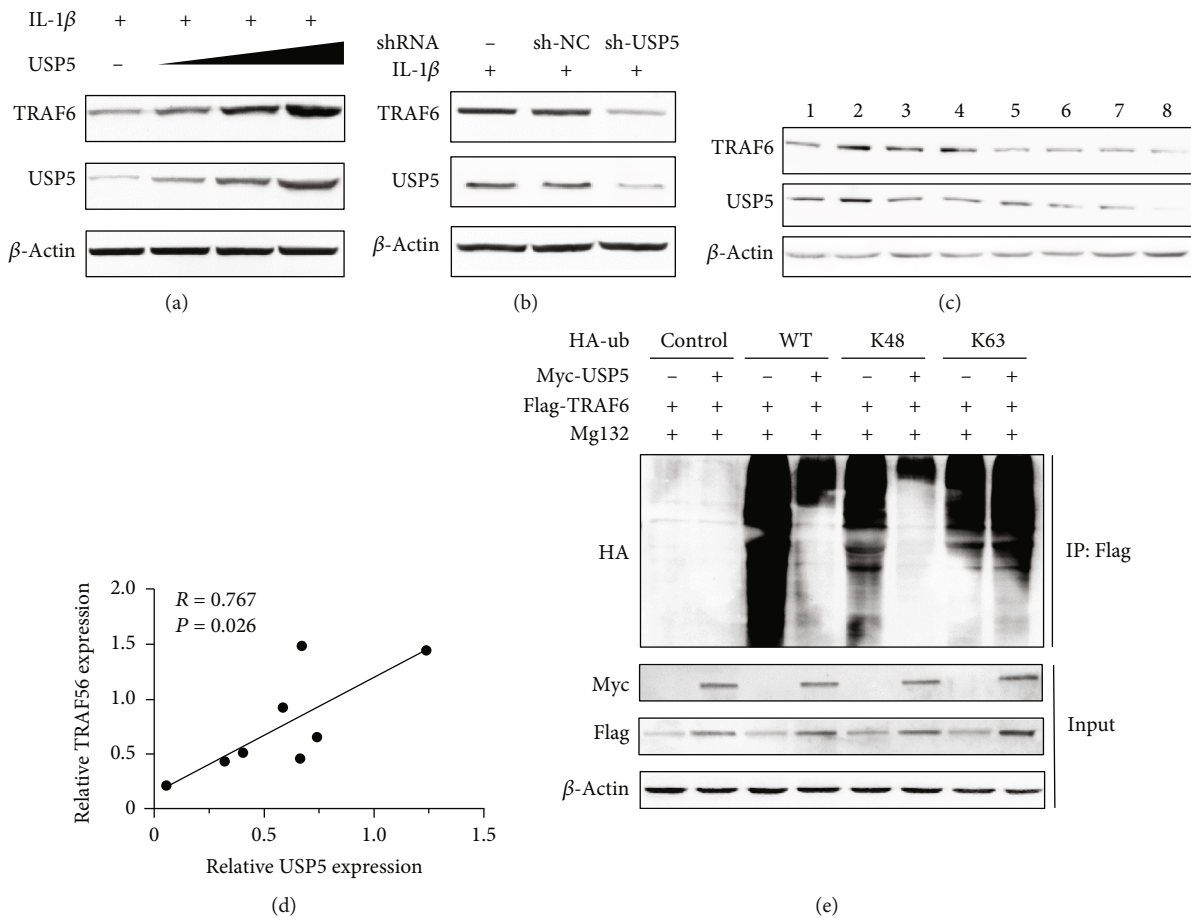 IL-1β + + + +
USP5 –
TRAF6
USP5
β-Actin
(a)
shRNA – sh-NC sh-USP5
IL-1β + + +
TRAF6
USP5
β-Actin
(b)
1 2 3 4 5 6 7 8
TRAF6
USP5
β-Actin
(c)
2.0
1.5
1.0
0.5
0
R = 0.767
P = 0.026
Relative TRAF56 expression
0 0.5 1.0 1.5
Relative USP5 expression
(d)
HA-ub Control WT K48 K63
Myc-USP5 – + – + – + – +
Flag-TRAF6 + + + + + + + +
Mg132 + + + + + + + +
HA
IP: Flag
Myc
Flag
β-Actin
Input
(e)